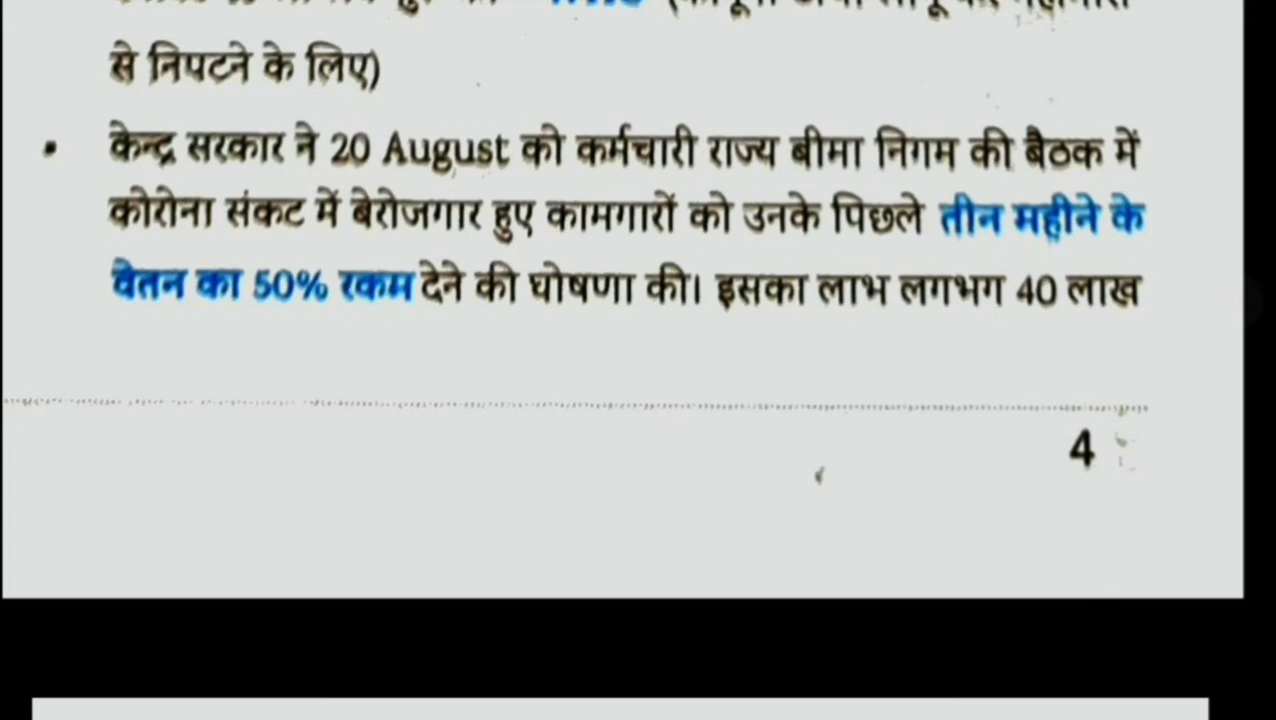 से निपटने के लिए)
▪ केन्द्र सरकार ने 20 August को कर्मचारी राज्य बीमा निगम की बैठक में
कोरोना संकट में बेरोजगार हुए कामगारों को उनके पिछले तीन महीने के
वेतन का 50% रकम देने की घोषणा की। इसका लाभ लगभग 40 लाख
4